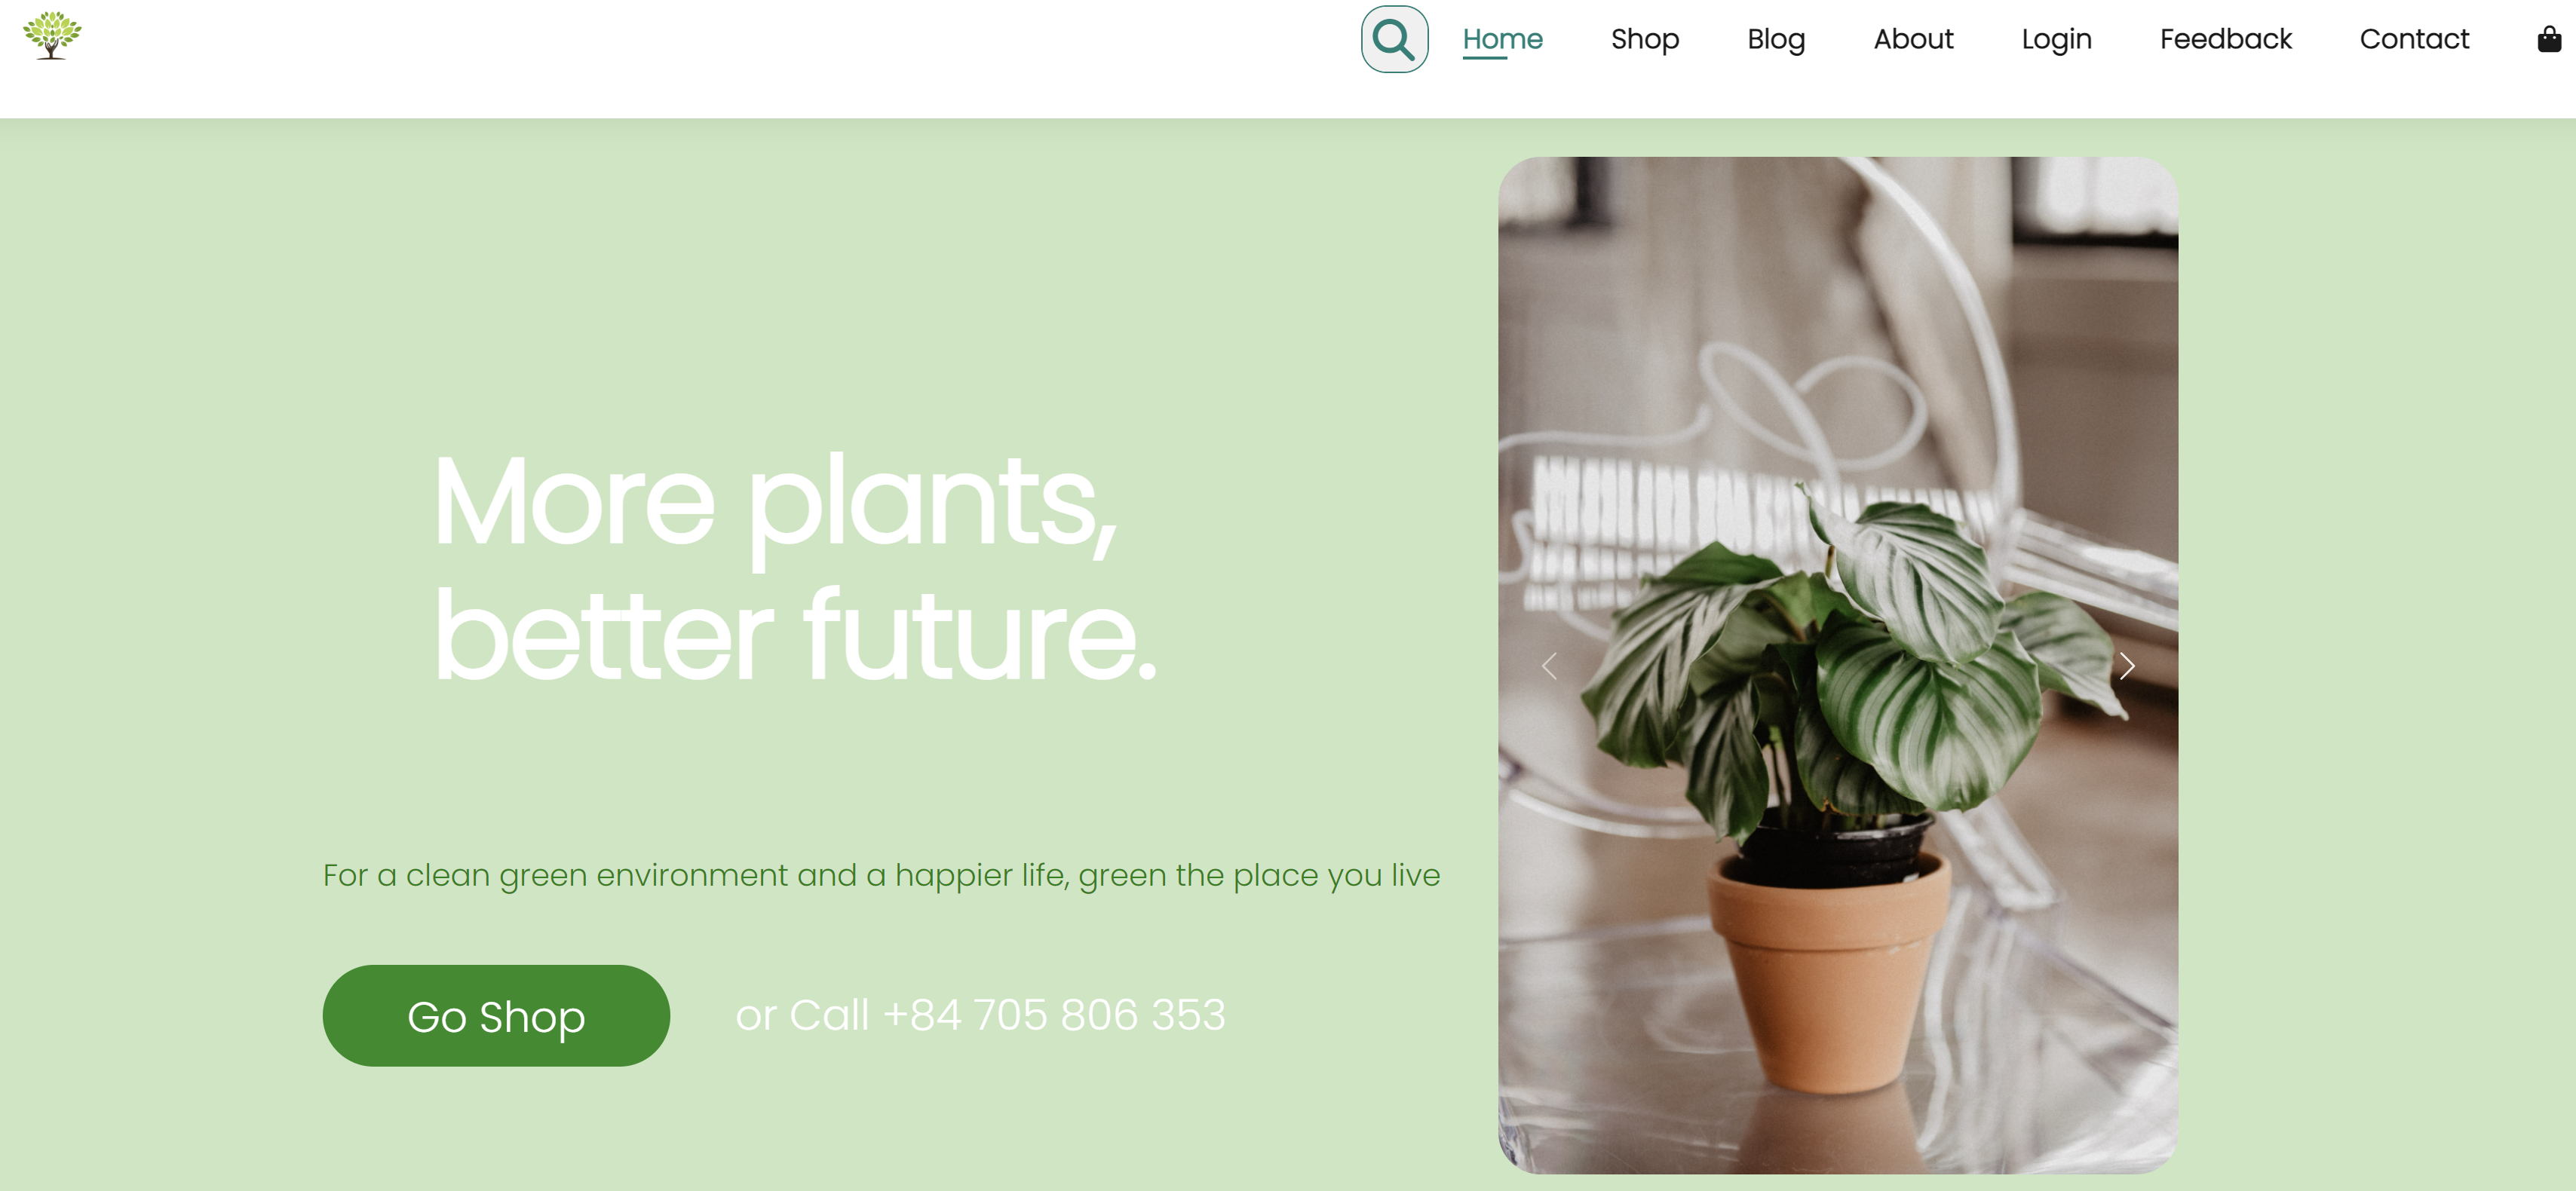 Home Shop Blog About Login Feedback Contact
More plants,
better future.
For a clean green environment and a happier life, green the place you live
Go Shop
or Call +84 705 806 353